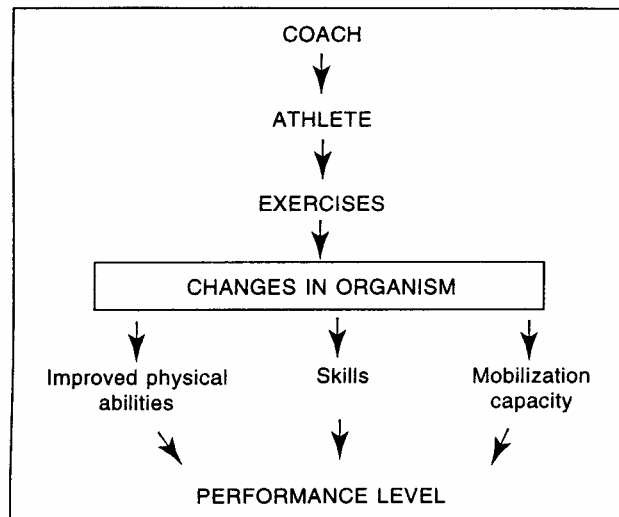 COACH
ATHLETE
EXERCISES
CHANGES IN ORGANISM
Improved physical
abilities
Skills
Mobilization
capacity
PERFORMANCE LEVEL